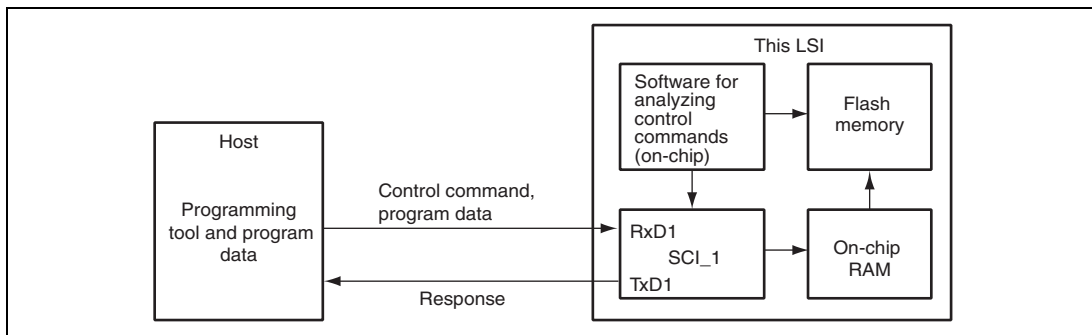 This LSI
Software for
analyzing
control
commands
(on-chip)
Flash
memory
Host
Programming
tool and program
data
Control command,
program data
RxD1
SCI_1
TxD1
On-chip
RAM
Response